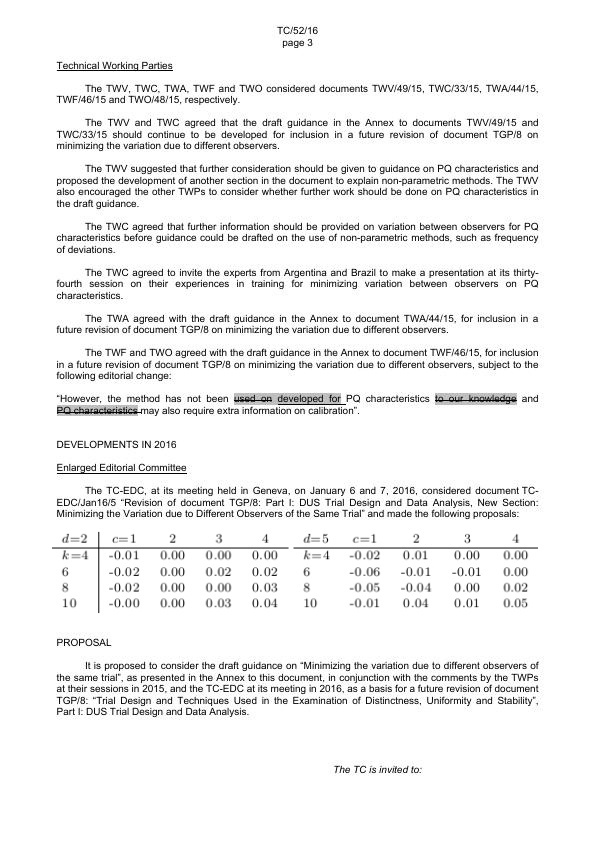 TC/52/16
page 3
Technical Working Parties
The TWV, TWC, TWA, TWF and TWO considered documents TWV/49/15, TWC/33/15, TWA/44/15,
TWF/46/15 and TWO/48/15, respectively.
The TWV and TWC agreed that the draft guidance in the Annex to documents TWV/49/15 and
TWC/33/15 should continue to be developed for inclusion in a future revision of document TGP/8 on
minimizing the variation due to different observers.
The TWV suggested that further consideration should be given to guidance on PQ characteristics and
proposed the development of another section in the document to explain non-parametric methods. The TWV
also encouraged the other TWPs to consider whether further work should be done on PQ characteristics in
the draft guidance.
The TWC agreed that further information should be provided on variation between observers for PQ
characteristics before guidance could be drafted on the use of non-parametric methods, such as frequency
of deviations.
The TWC agreed to invite the experts from Argentina and Brazil to make a presentation at its thirty-
fourth session on their experiences in training for minimizing variation between observers on PQ
characteristics.
The TWA agreed with the draft guidance in the Annex to document TWA/44/15, for inclusion in a
future revision of document TGP/8 on minimizing the variation due to different observers.
The TWF and TWO agreed with the draft guidance in the Annex to document TWF/46/15, for inclusion
in a future revision of document TGP/8 on minimizing the variation due to different observers, subject to the
following editorial change:
“However, the method has not been used on developed for PQ characteristics to our knowledge and
PQ characteristics may also require extra information on calibration”.
DEVELOPMENTS IN 2016
Enlarged Editorial Committee
The TC-EDC, at its meeting held in Geneva, on January 6 and 7, 2016, considered document TC-
EDC/Jan16/5 “Revision of document TGP/8: Part I: DUS Trial Design and Data Analysis, New Section:
Minimizing the Variation due to Different Observers of the Same Trial” and made the following proposals:
d=2 c=1 2 3 4 d=5 c=1 2 3 4
k=4 -0.01 0.00 0.00 0.00 k=4 -0.02 0.01 0.00 0.00
6 -0.02 0.00 0.02 0.02 6 -0.06 -0.01 -0.01 0.00
8 -0.02 0.00 0.00 0.03 8 -0.05 -0.04 0.00 0.02
10 -0.00 0.00 0.03 0.04 10 -0.01 0.04 0.01 0.05
PROPOSAL
It is proposed to consider the draft guidance on “Minimizing the variation due to different observers of
the same trial”, as presented in the Annex to this document, in conjunction with the comments by the TWPs
at their sessions in 2015, and the TC-EDC at its meeting in 2016, as a basis for a future revision of document
TGP/8: “Trial Design and Techniques Used in the Examination of Distinctness, Uniformity and Stability”,
Part I: DUS Trial Design and Data Analysis.
The TC is invited to: